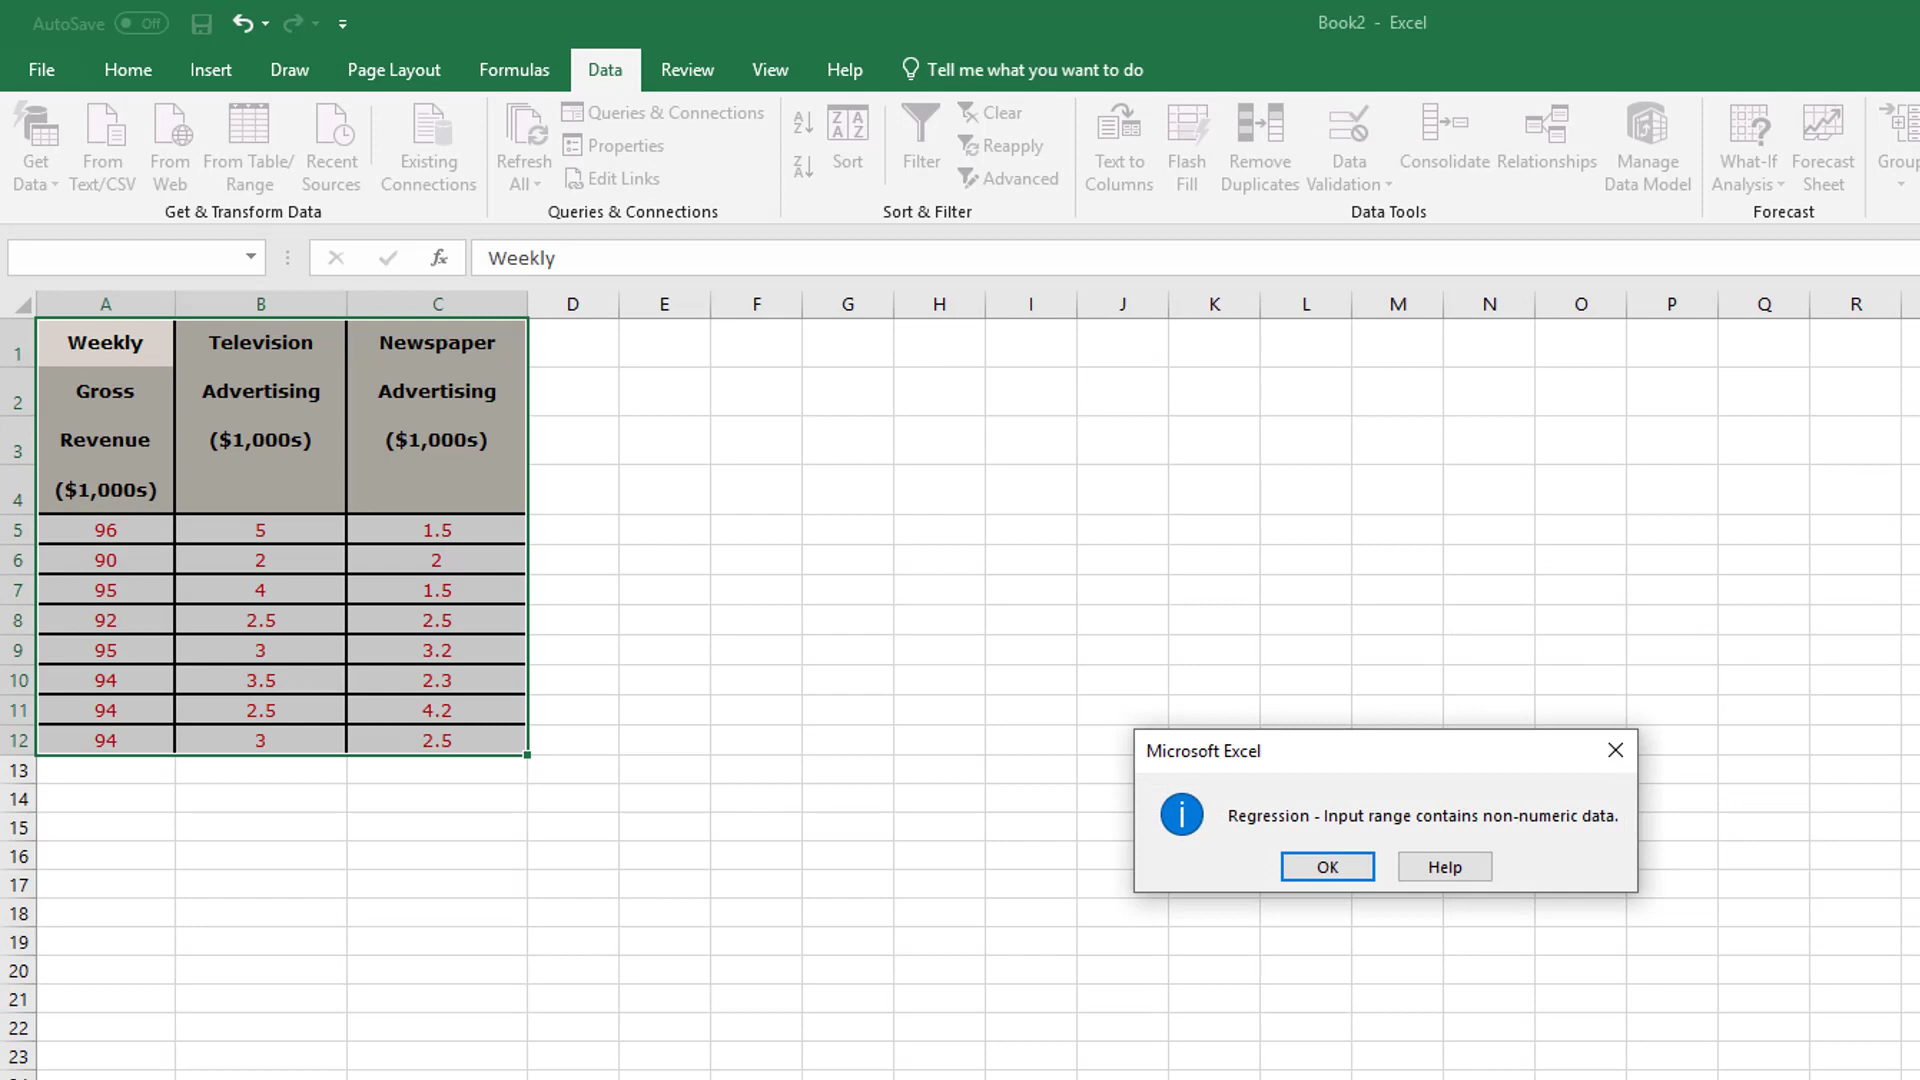 AutoSave Off
Book2 - Excel
File Home Insert Draw Page Layout Formulas Data Review View Help Tell me what you want to do
Get Data
From Text/CSV
From Web
From Table/ Range
Recent Sources
Existing Connections
Get & Transform Data
Refresh All
Queries & Connections
Properties
Edit Links
Queries & Connections
Sort
Filter
Clear
Reapply
Advanced
Sort & Filter
Text to Columns
Flash Fill
Remove Duplicates
Data Validation
Consolidate
Relationships
Manage Data Model
Data Tools
What-If Analysis
Forecast Sheet
Forecast
Group
fx Weekly
A B C D E F G H I J K L M N O P Q R
1 Weekly Television Newspaper
2 Gross Advertising Advertising
3 Revenue ($1,000s) ($1,000s)
4 ($1,000s)
5 96 5 1.5
6 90 2 2
7 95 4 1.5
8 92 2.5 2.5
9 95 3 3.2
10 94 3.5 2.3
11 94 2.5 4.2
12 94 3 2.5
13
14
15
16
17
18
19
20
21
22
23
Microsoft Excel
Regression - Input range contains non-numeric data.
OK Help